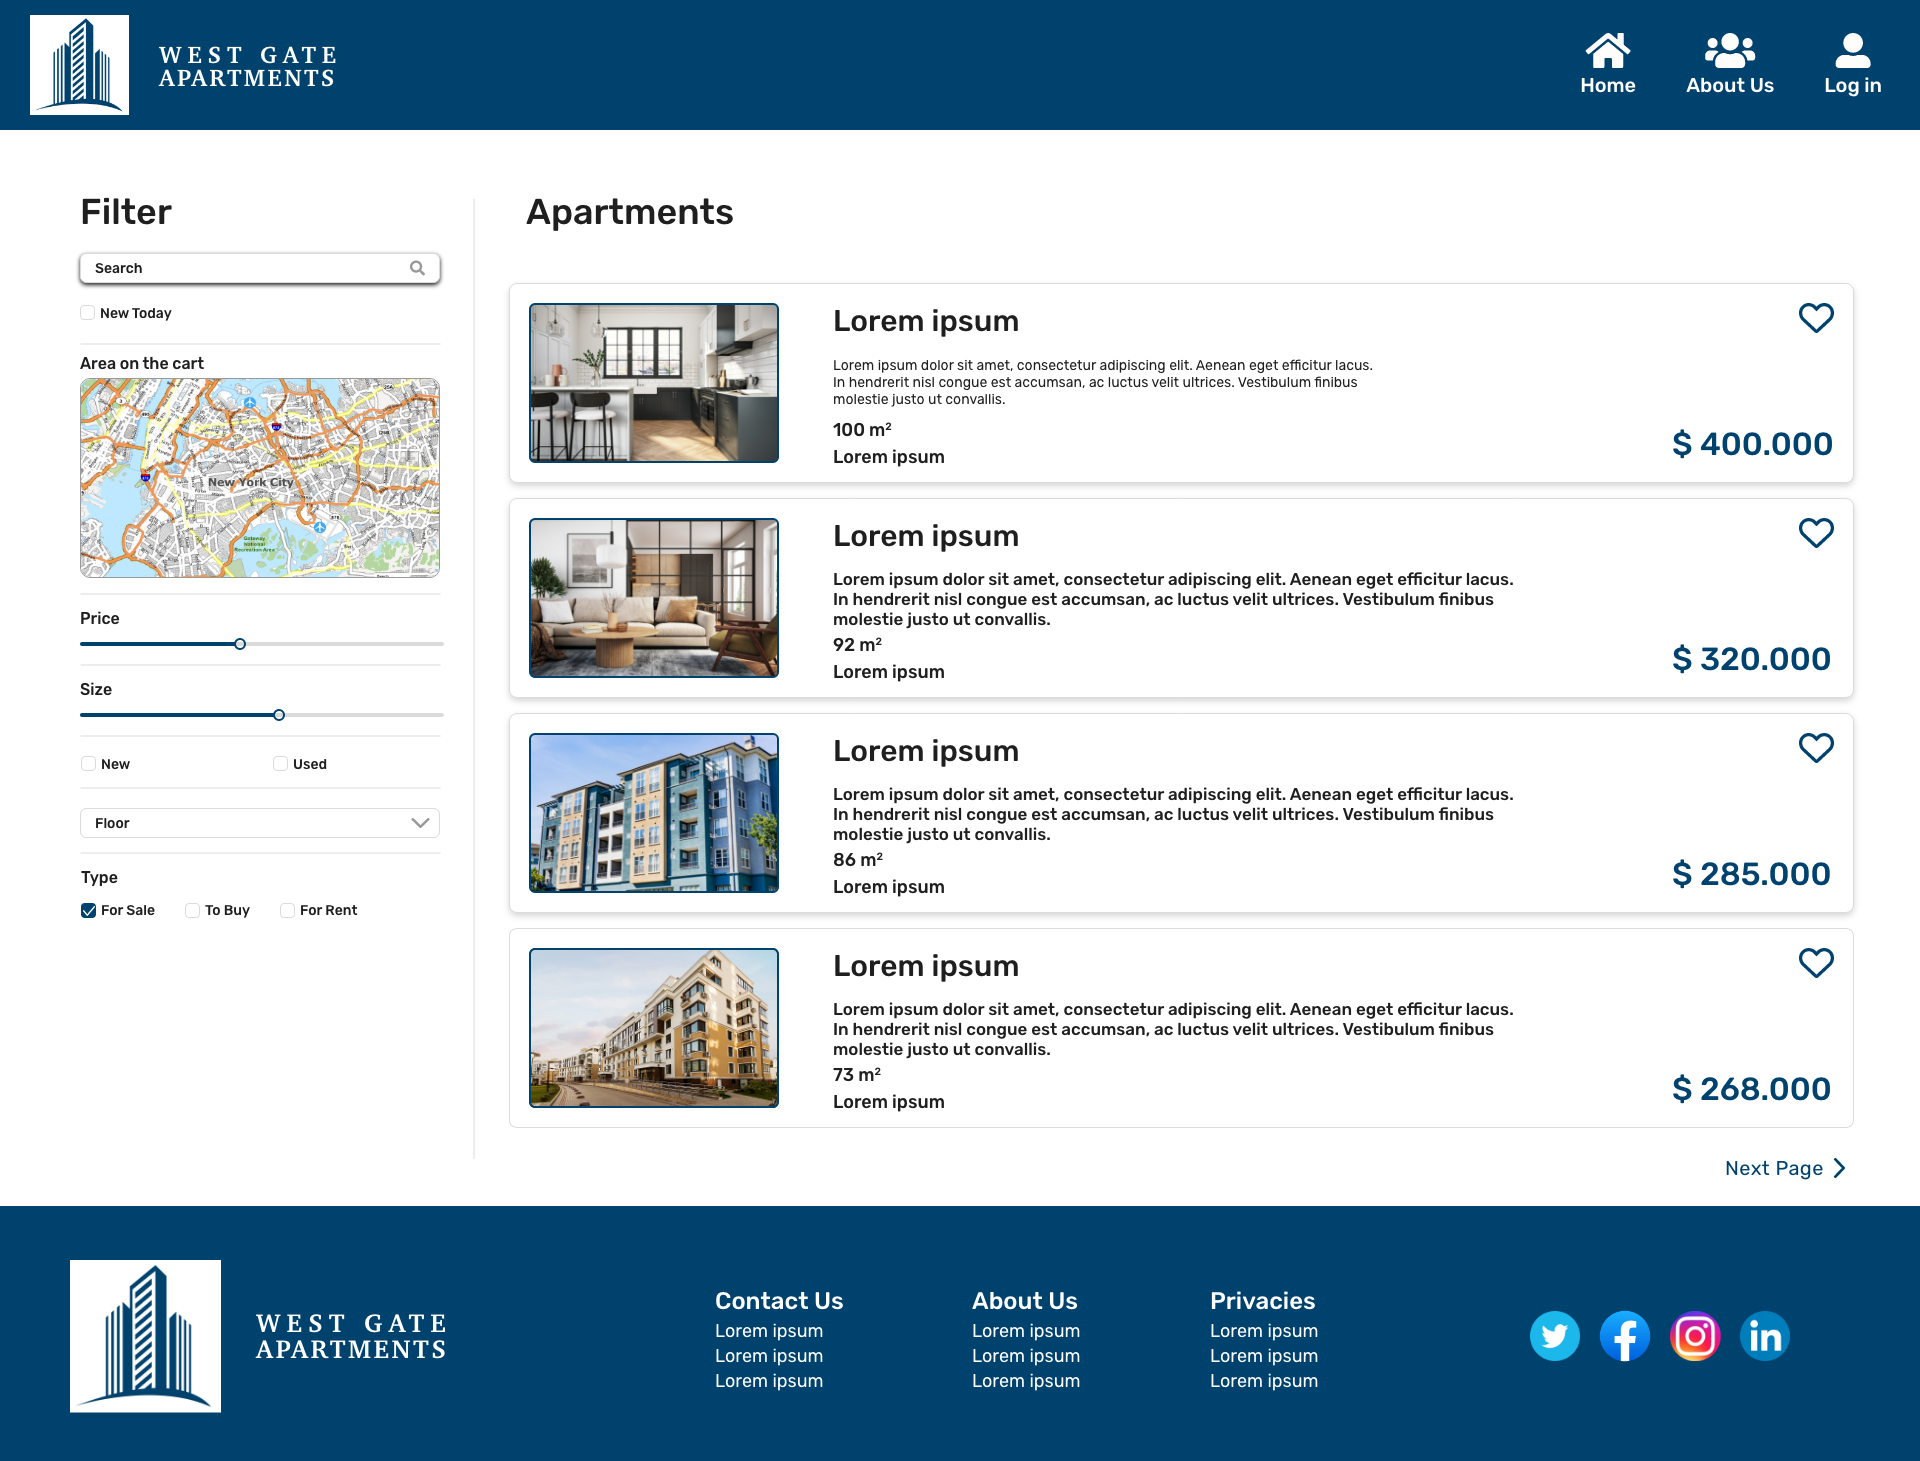 WEST GATE
APARTMENTS
Home
About Us
Log in
Filter
Search
New Today
Area on the cart
New York City
Gateway
National
Recreation Area
Price
Size
New
Used
Floor
Type
For Sale
To Buy
For Rent
Apartments
Lorem ipsum
Lorem ipsum dolor sit amet, consectetur adipiscing elit. Aenean eget efficitur lacus.
In hendrerit nisl congue est accumsan, ac luctus velit ultrices. Vestibulum finibus
molestie justo ut convallis.
100 m²
Lorem ipsum
$ 400.000
Lorem ipsum
Lorem ipsum dolor sit amet, consectetur adipiscing elit. Aenean eget efficitur lacus.
In hendrerit nisl congue est accumsan, ac luctus velit ultrices. Vestibulum finibus
molestie justo ut convallis.
92 m²
Lorem ipsum
$ 320.000
Lorem ipsum
Lorem ipsum dolor sit amet, consectetur adipiscing elit. Aenean eget efficitur lacus.
In hendrerit nisl congue est accumsan, ac luctus velit ultrices. Vestibulum finibus
molestie justo ut convallis.
86 m²
Lorem ipsum
$ 285.000
Lorem ipsum
Lorem ipsum dolor sit amet, consectetur adipiscing elit. Aenean eget efficitur lacus.
In hendrerit nisl congue est accumsan, ac luctus velit ultrices. Vestibulum finibus
molestie justo ut convallis.
73 m²
Lorem ipsum
$ 268.000
Next Page
WEST GATE
APARTMENTS
Contact Us
Lorem ipsum
Lorem ipsum
Lorem ipsum
About Us
Lorem ipsum
Lorem ipsum
Lorem ipsum
Privacies
Lorem ipsum
Lorem ipsum
Lorem ipsum
in